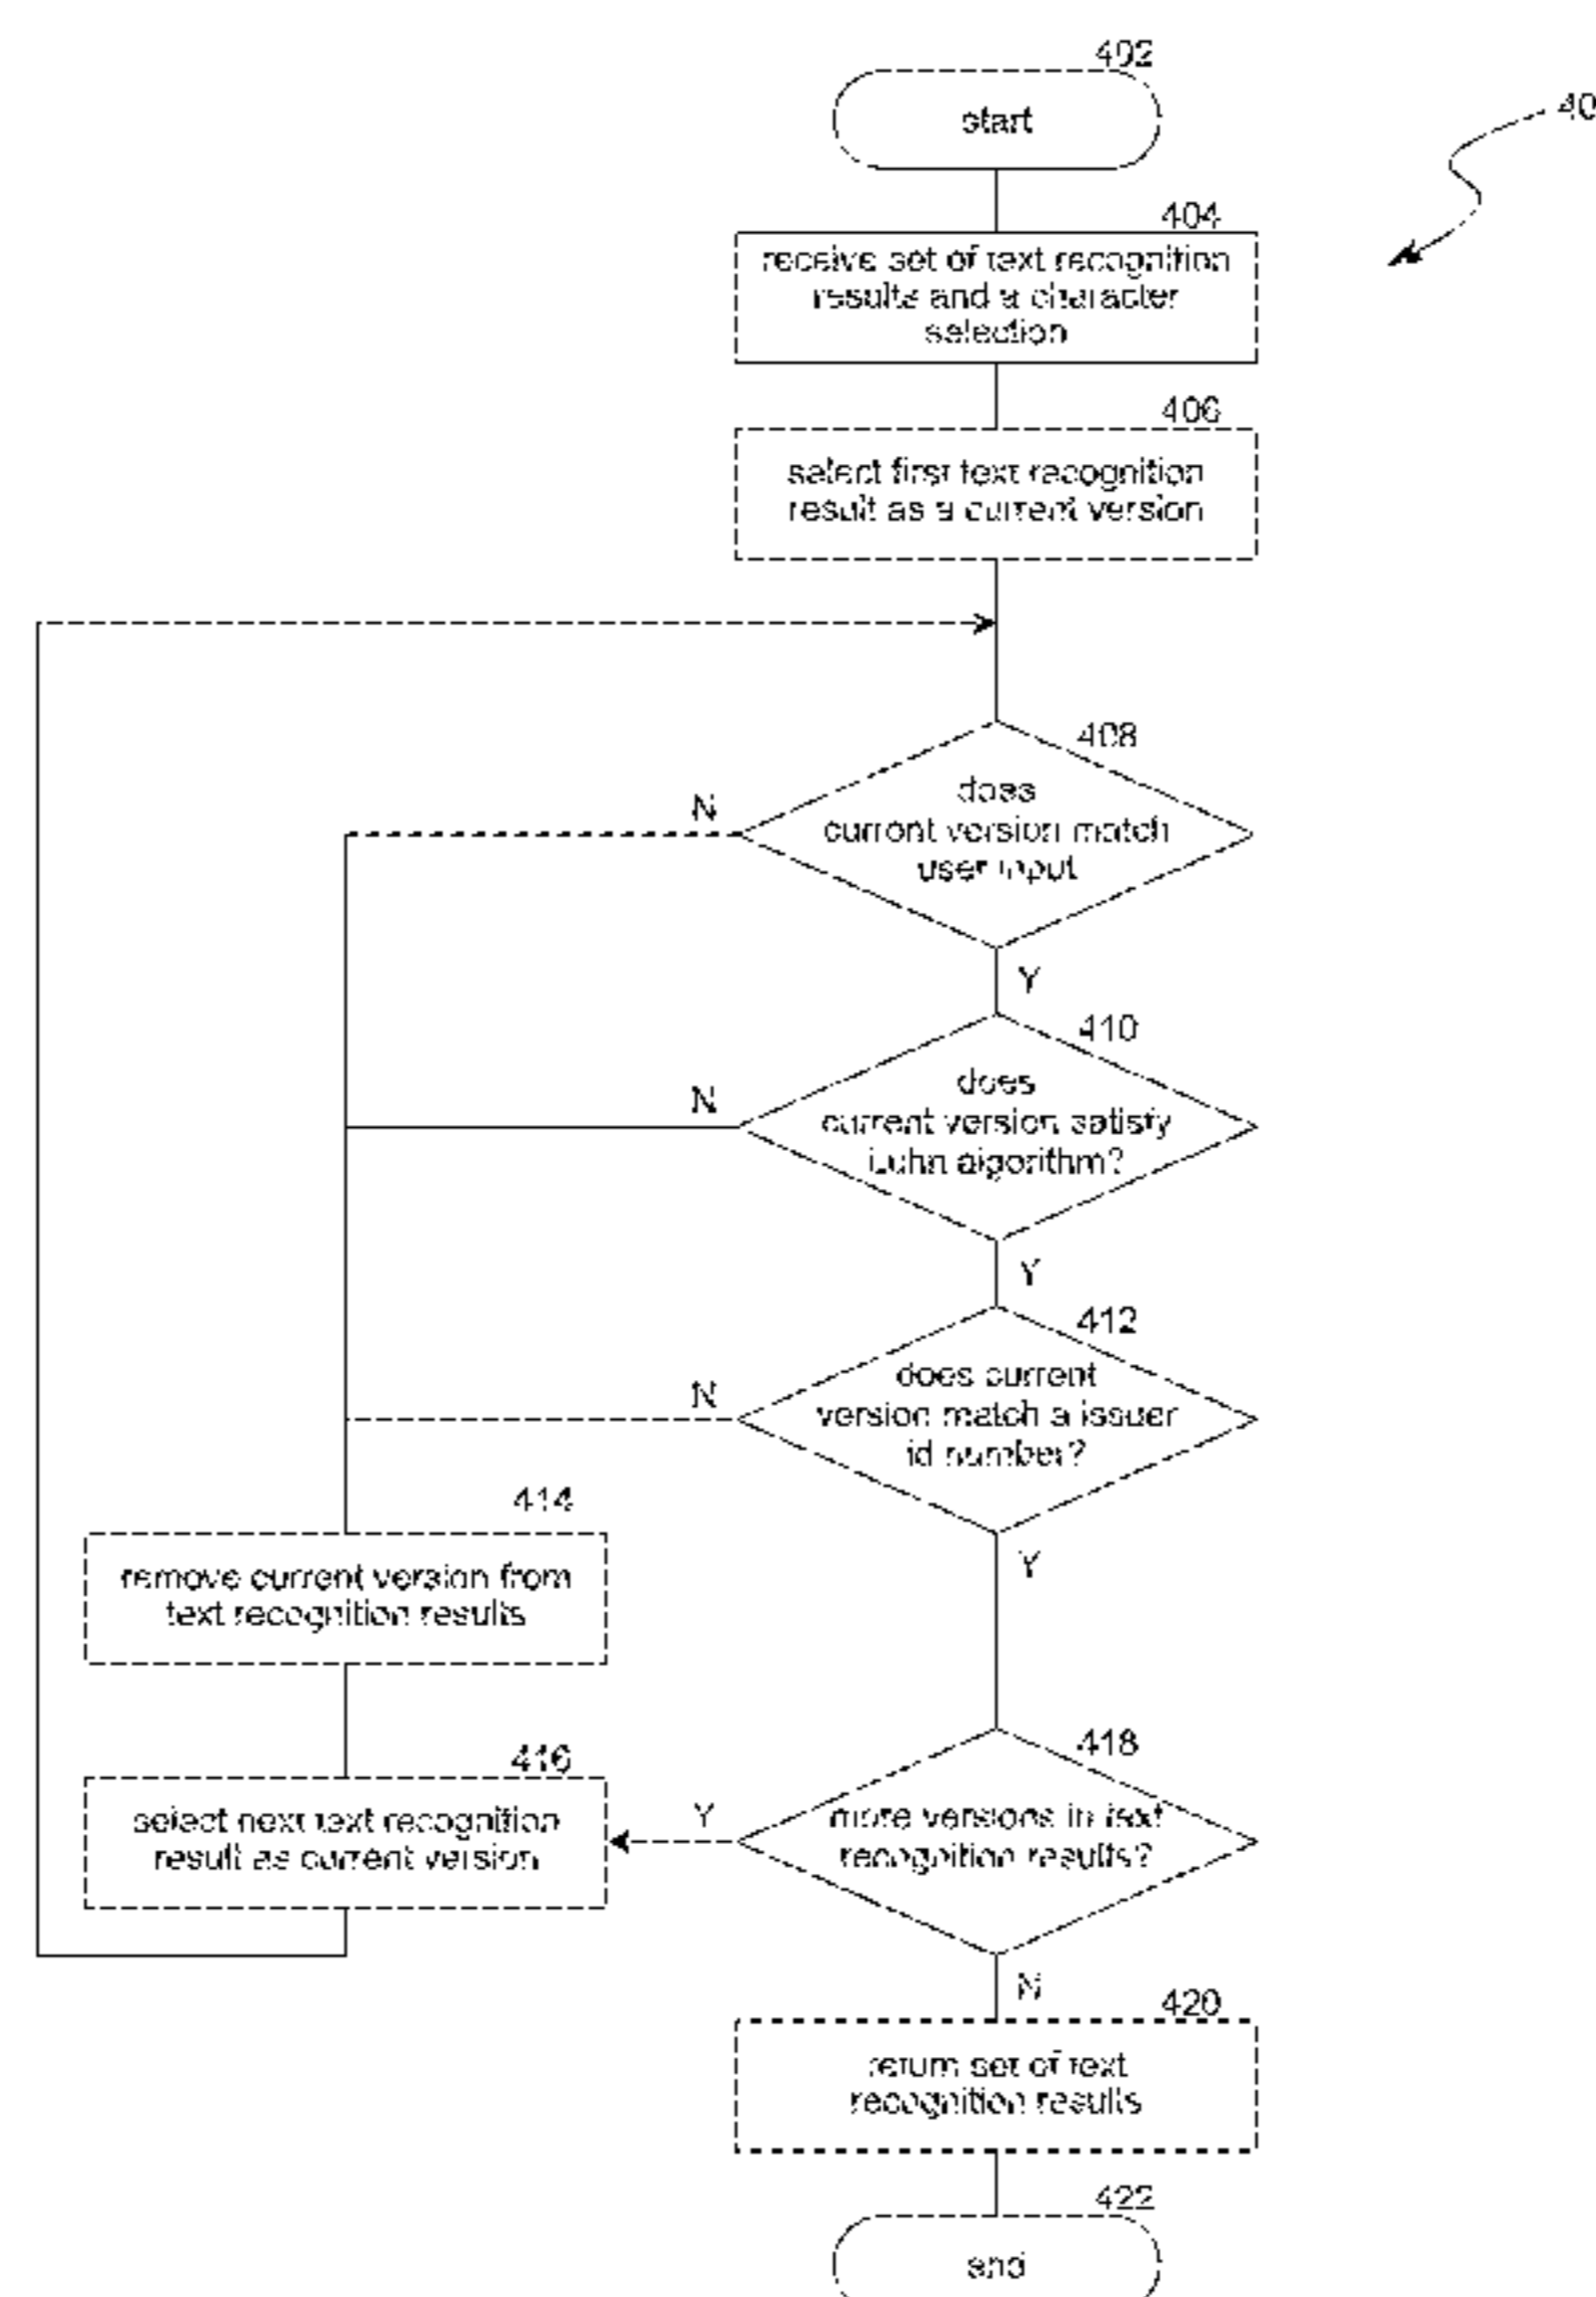 402
start
40
404
receive set of text recognition
results and a character
selection
406
select first text recognition
result as a current version
408
does
current version match
user input
N
Y
410
does
current version satisfy
Luhn algorithm?
N
Y
412
does current
version match a issuer
id number?
N
Y
414
remove current version from
text recognition results
416
select next text recognition
result as current version
418
more versions in text
recognition results?
Y
N
420
return set of text
recognition results
422
end